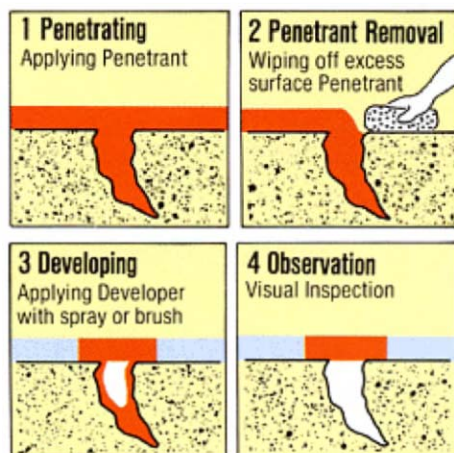 1 Penetrating
Applying Penetrant
2 Penetrant Removal
Wiping off excess
surface Penetrant
3 Developing
Applying Developer
with spray or brush
4 Observation
Visual Inspection